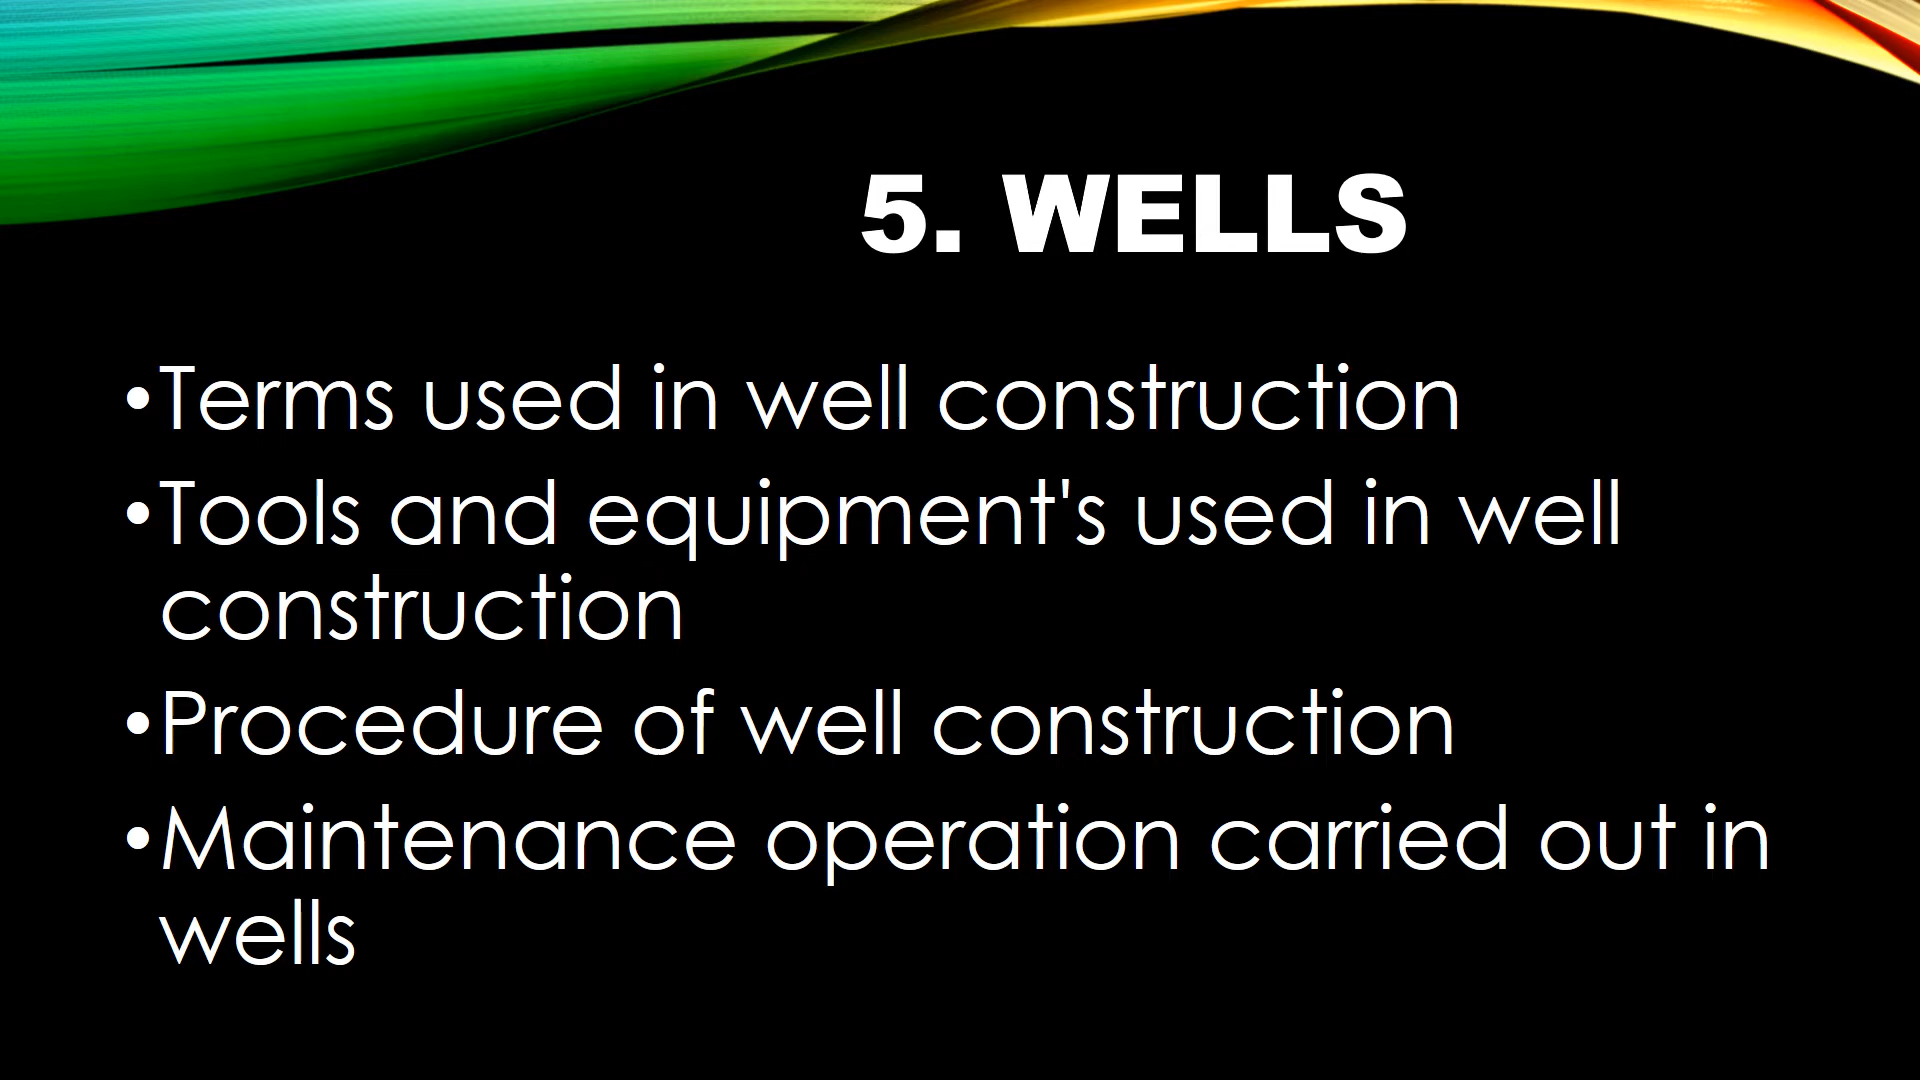 5. WELLS
•Terms used in well construction
•Tools and equipment's used in well
construction
•Procedure of well construction
•Maintenance operation carried out in
wells